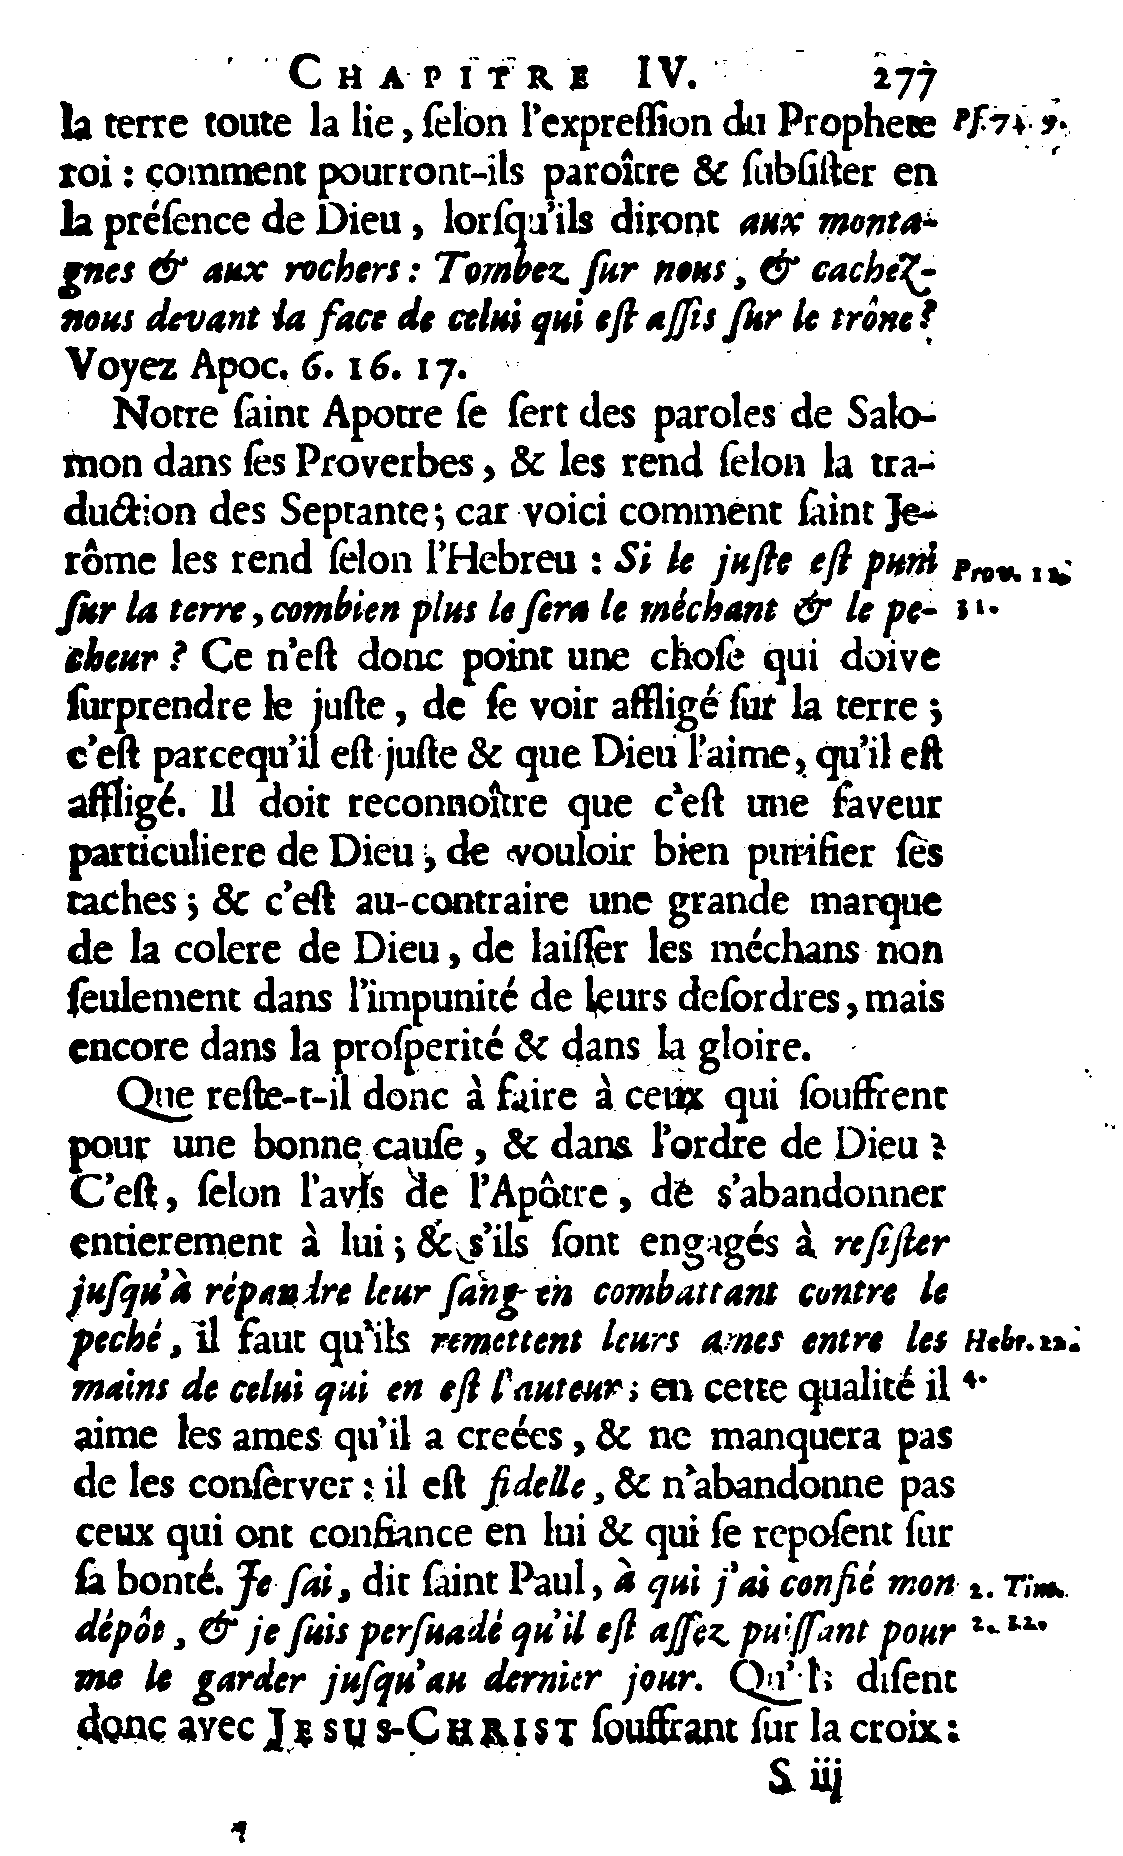 CHAPITRE IV. 277
la terre toute la lie, ſelon l'expreſſion du Prophete Pſ. 74. 9.
roi : comment pourront-ils paroître & ſubſiſter en
la préſence de Dieu, lorſqu'ils diront aux monta-
gnes & aux rochers : Tombez ſur nous, & cachez-
nous devant la face de celui qui eſt aſſis ſur le trône ?
Voyez Apoc. 6. 16. 17.
Notre ſaint Apotre ſe ſert des paroles de Salo-
mon dans ſes Proverbes, & les rend ſelon la tra-
duction des Septante ; car voici comment ſaint Je-
rôme les rend ſelon l'Hebreu : Si le juſte eſt puni Prov. 11.
ſur la terre, combien plus le ſera le méchant & le pe- 31.
cheur ? Ce n'eſt donc point une choſe qui doive
ſurprendre le juſte, de ſe voir affligé ſur la terre ;
c'eſt parcequ'il eſt juſte & que Dieu l'aime, qu'il eſt
affligé. Il doit reconnoître que c'eſt une faveur
particuliere de Dieu, de vouloir bien purifier ſes
taches ; & c'eſt au-contraire une grande marque
de la colere de Dieu, de laiſſer les méchans non
ſeulement dans l'impunité de leurs deſordres, mais
encore dans la proſperité & dans la gloire.
Que reſte-t-il donc à faire à ceux qui ſouffrent
pour une bonne cauſe, & dans l'ordre de Dieu ?
C'eſt, ſelon l'avis de l'Apôtre, de s'abandonner
entierement à lui ; & s'ils ſont engagés à reſiſter
juſqu'à répandre leur ſang en combattant contre le
peché, il faut qu'ils remettent leurs ames entre les Hebr. 12.
mains de celui qui en eſt l'auteur ; en cette qualité il 4.
aime les ames qu'il a creées, & ne manquera pas
de les conſerver : il eſt fidelle, & n'abandonne pas
ceux qui ont confiance en lui & qui ſe repoſent ſur
ſa bonté. Je ſai, dit ſaint Paul, à qui j'ai confié mon 2. Tim.
dépôt, & je ſuis perſuadé qu'il eſt aſſez puiſſant pour
me le garder juſqu'au dernier jour. Qu'ils diſent
donc avec JESUS-CHRIST ſouffrant ſur la croix :
S iij